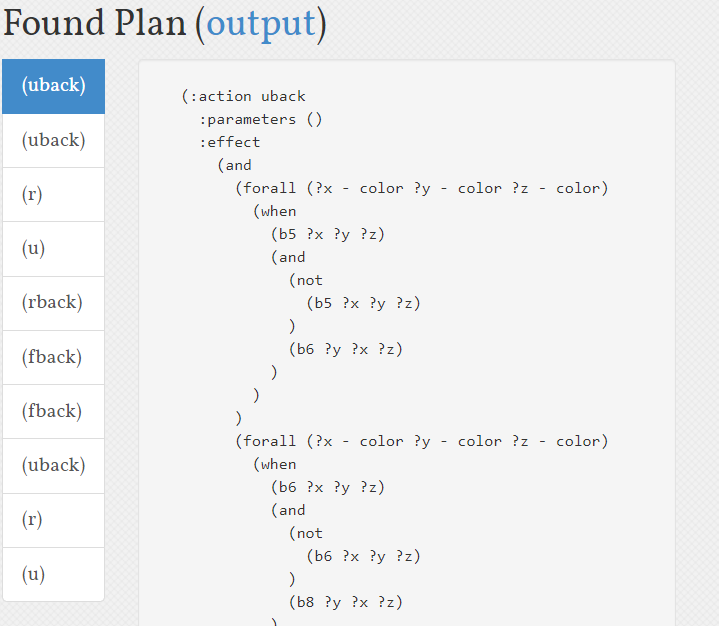 Found Plan (output)
(uback)
(uback)
(r)
(u)
(rback)
(fback)
(fback)
(uback)
(r)
(u)
(:action uback
  :parameters ()
  :effect
    (and
      (forall (?x - color ?y - color ?z - color)
        (when
          (b5 ?x ?y ?z)
          (and
            (not
              (b5 ?x ?y ?z)
            )
            (b6 ?y ?x ?z)
          )
        )
      )
      (forall (?x - color ?y - color ?z - color)
        (when
          (b6 ?x ?y ?z)
          (and
            (not
              (b6 ?x ?y ?z)
            )
            (b8 ?y ?x ?z)
          )